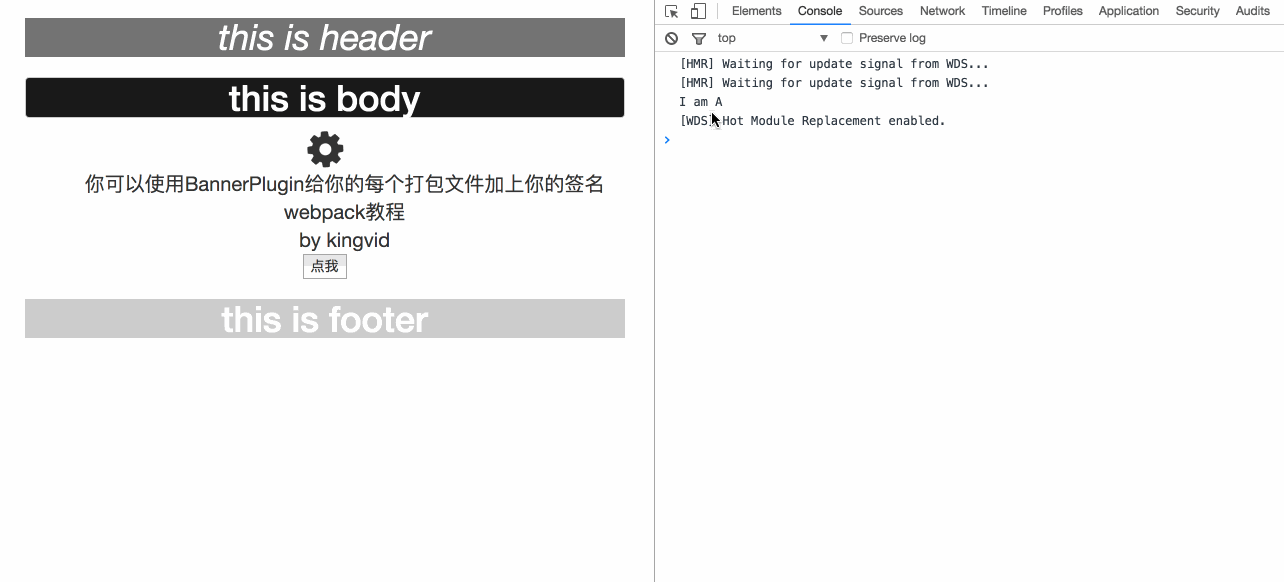 this is header
this is body
你可以使用BannerPlugin给你的每个打包文件加上你的签名
webpack教程
by kingvid
点我
this is footer
Elements Console Sources Network Timeline Profiles Application Security Audits
top Preserve log
[HMR] Waiting for update signal from WDS...
[HMR] Waiting for update signal from WDS...
I am A
[WDS] Hot Module Replacement enabled.